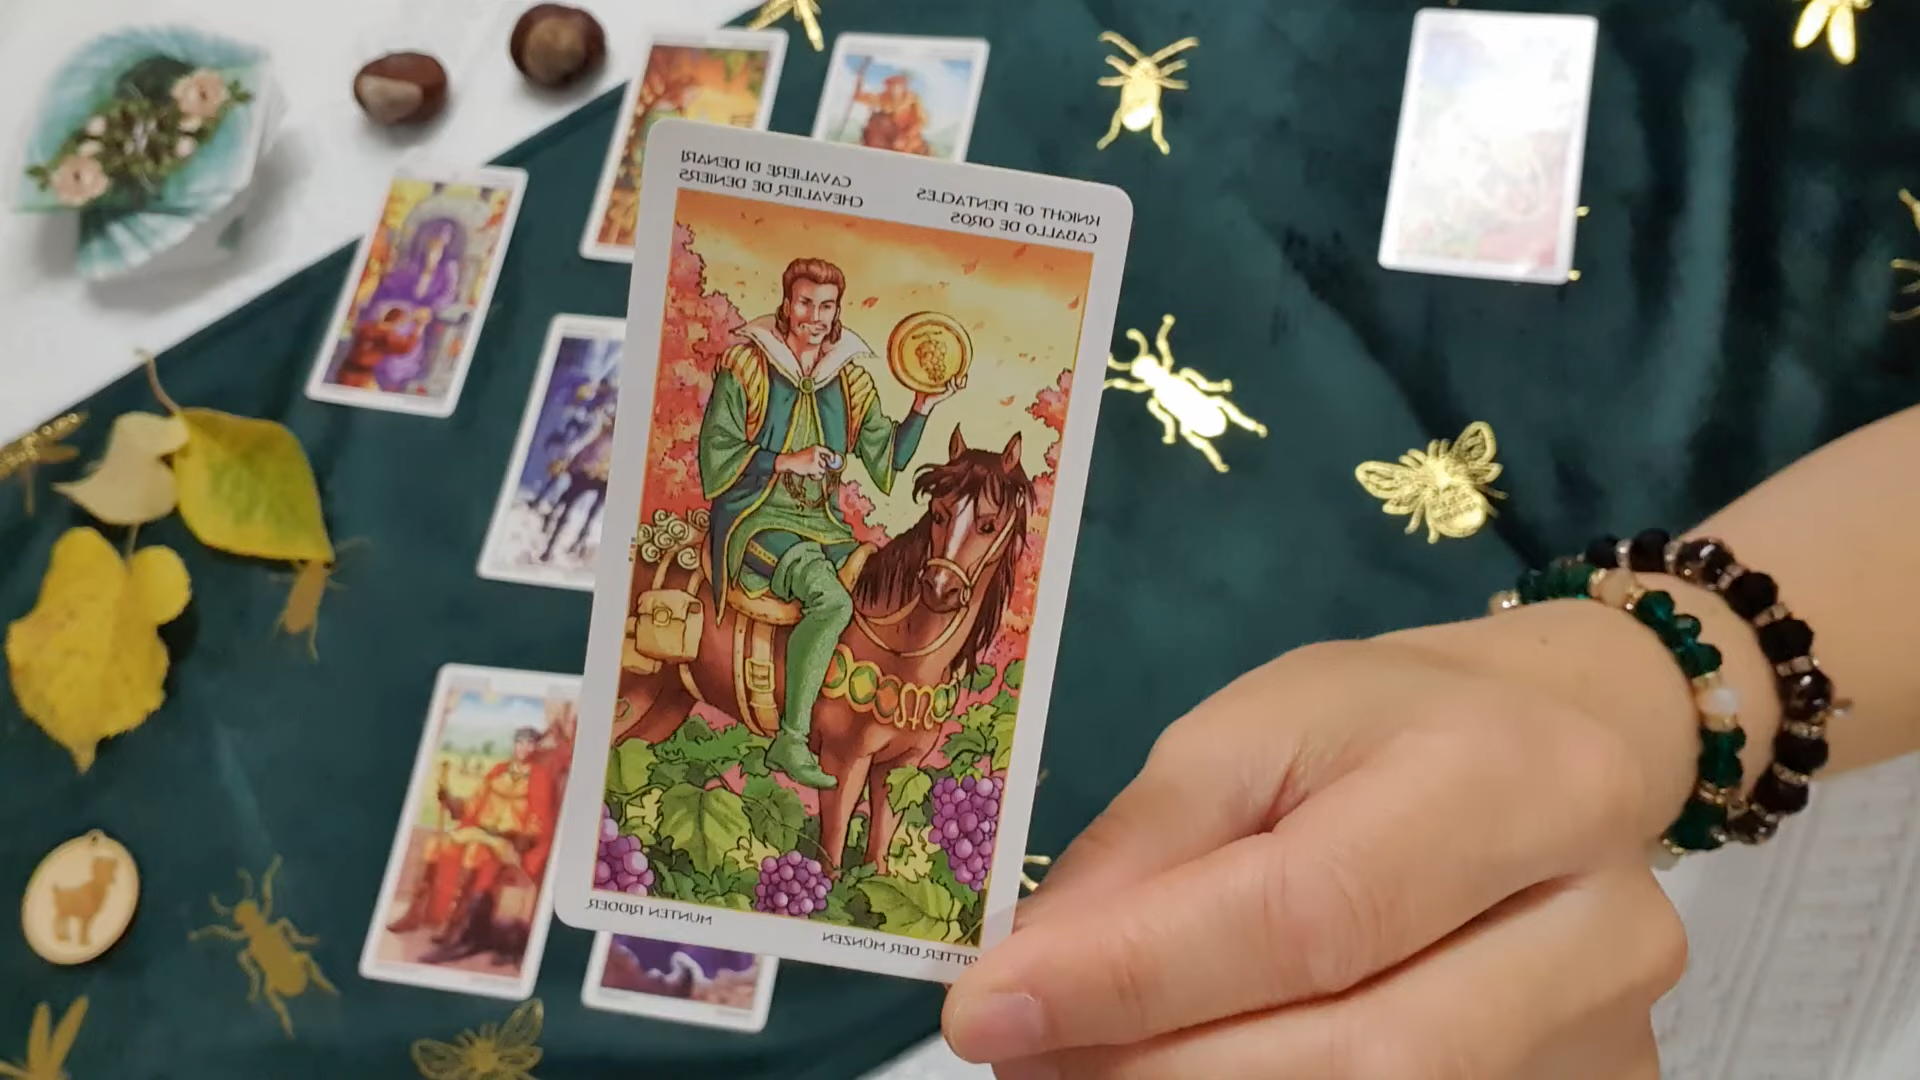 KNIGHT OF PENTACLES
CABALLO DE OROS
CAVALIERE DI DENARI
CHEVALIER DE DENIERS
RITTER DER MÜNZEN
MUNTEN RIDDER